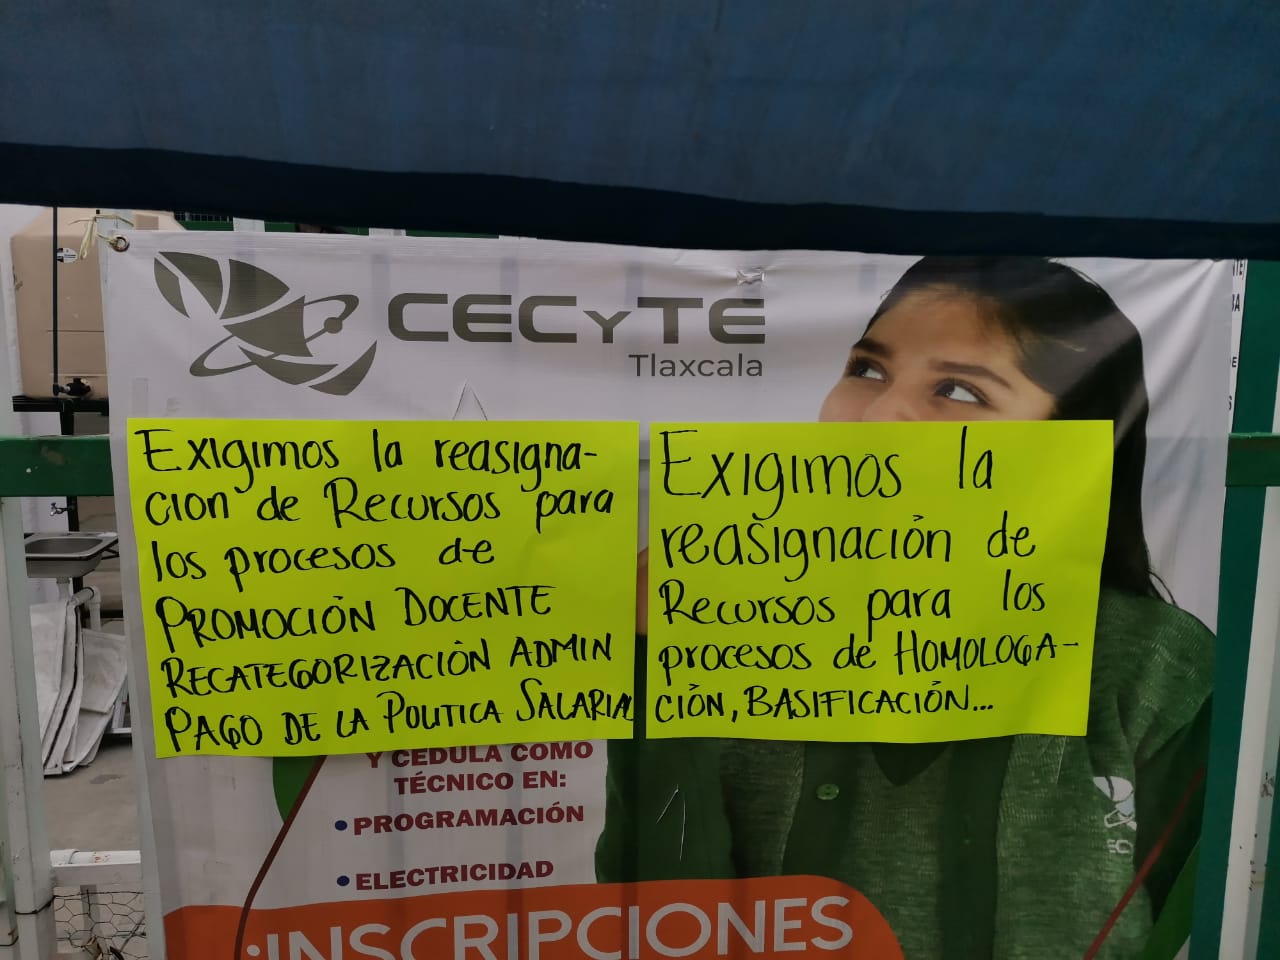 CECyTE
Tlaxcala
Exigimos la reasigna-
cion de Recursos para
los procesos de
PROMOCIÓN DOCENTE
RECATEGORIZACIÓN ADMIN
PAGO DE LA POLITICA SALARIAL
Exigimos la
reasignación de
Recursos para los
procesos de HOMOLOGA-
CIÓN, BASIFICACIÓN...
Y CÉDULA COMO
TÉCNICO EN:
• PROGRAMACIÓN
• ELECTRICIDAD
¡INSCRIPCIONES